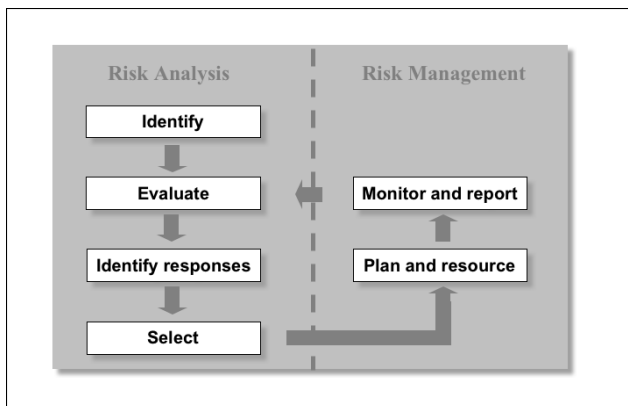 Risk Analysis
Risk Management
Identify
Evaluate
Monitor and report
Identify responses
Plan and resource
Select